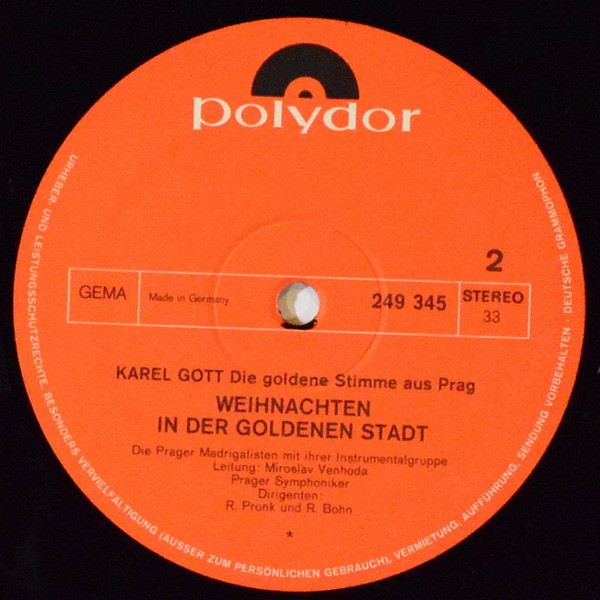 polydor
2
GEMA
Made in Germany
249 345
STEREO
33
KAREL GOTT Die goldene Stimme aus Prag
WEIHNACHTEN
IN DER GOLDENEN STADT
Die Prager Madrigalisten mit ihrer Instrumentalgruppe
Leitung: Miroslav Venhoda
Prager Symphoniker
Dirigenten:
R. Pronk und R. Bohn
*
URHEBER- UND LEISTUNGSSCHUTZRECHTE. BESONDERS VERVIELFÄLTIGUNG (AUSSER ZUM PERSÖNLICHEN GEBRAUCH), VERMIETUNG, AUFFÜHRUNG, SENDUNG VORBEHALTEN · DEUTSCHE GRAMMOPHON